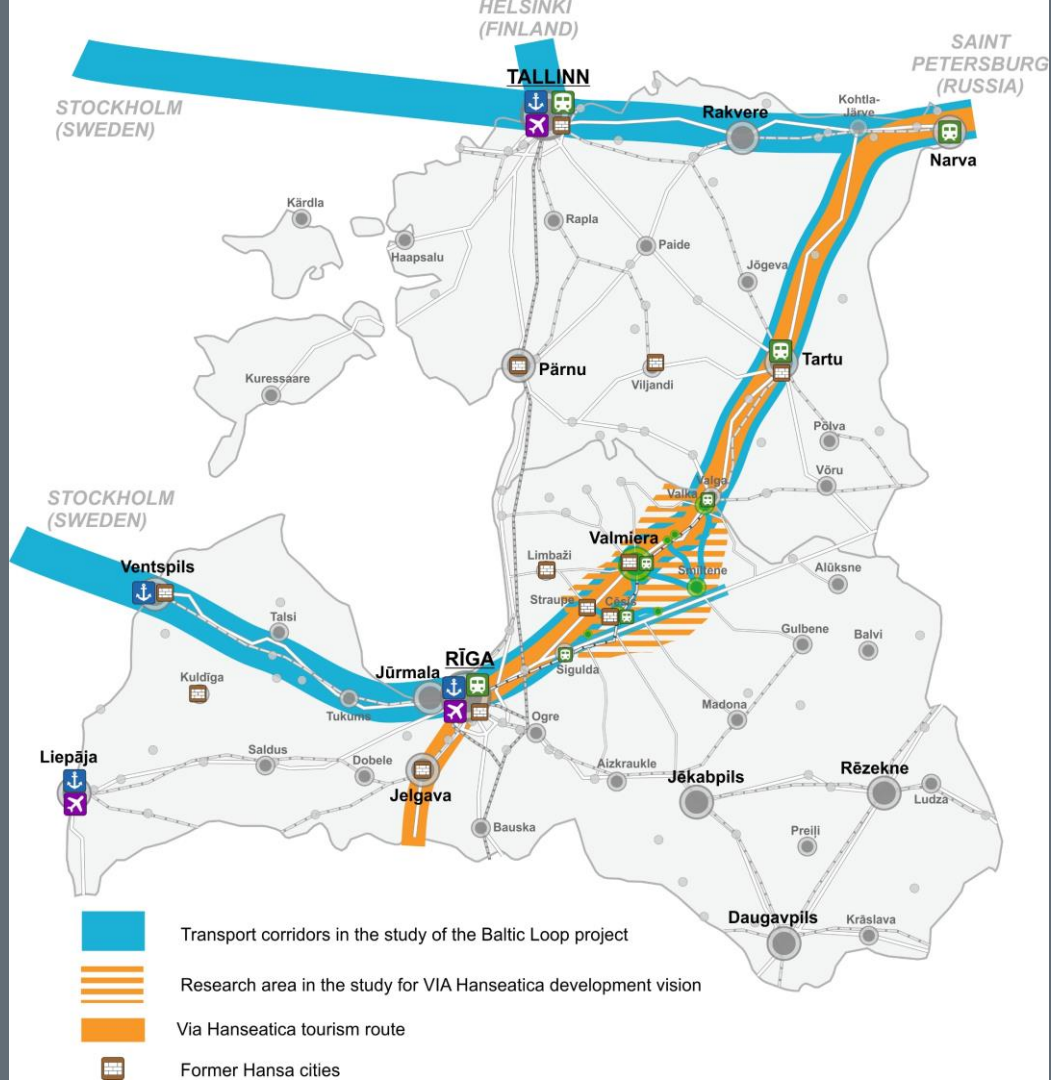 HELSINKI
(FINLAND)
SAINT
PETERSBURG
(RUSSIA)
TALLINN
STOCKHOLM
(SWEDEN)
Rakvere
Kohtla-
Järve
Narva
Kärdla
Haapsalu
Rapla
Paide
Jõgeva
Kuressaare
Pärnu
Viljandi
Tartu
Põlva
Võru
Valga
Valka
STOCKHOLM
(SWEDEN)
Ventspils
Valmiera
Limbaži
Smiltene
Alūksne
Straupe
Cēsis
Talsi
Gulbene
Balvi
Kuldīga
Jūrmala
RĪGA
Sigulda
Tukums
Ogre
Madona
Liepāja
Saldus
Dobele
Jelgava
Aizkraukle
Jēkabpils
Rēzekne
Ludza
Bauska
Preiļi
Daugavpils
Krāslava
Transport corridors in the study of the Baltic Loop project
Research area in the study for VIA Hanseatica development vision
Via Hanseatica tourism route
Former Hansa cities